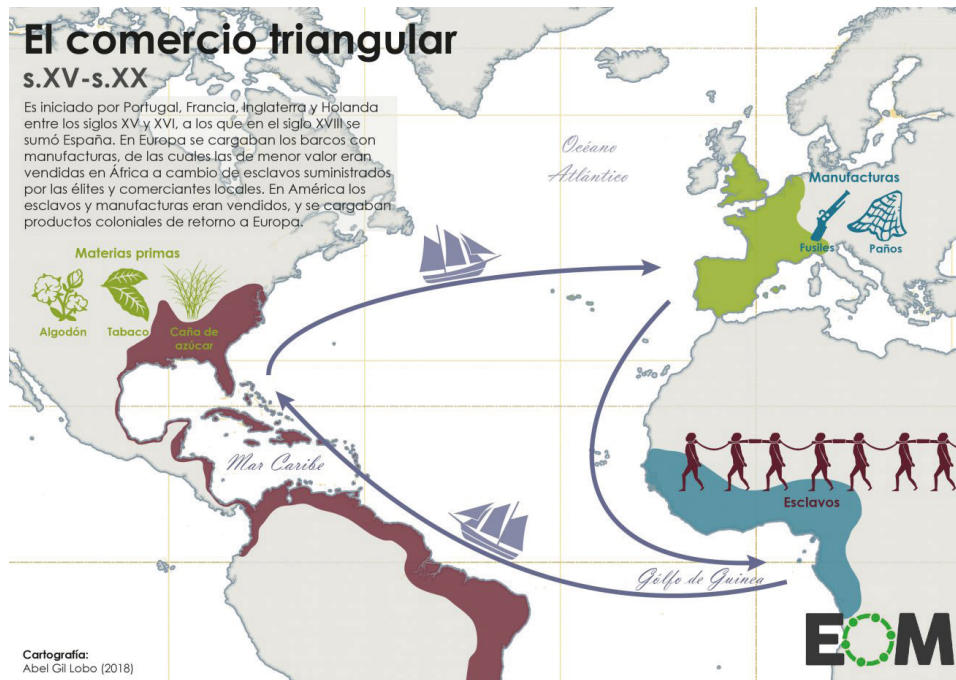 El comercio triangular
s.XV-s.XX
Es iniciado por Portugal, Francia, Inglaterra y Holanda
entre los siglos XV y XVI, a los que en el siglo XVIII se
sumó España. En Europa se cargaban los barcos con
manufacturas, de las cuales las de menor valor eran
vendidas en África a cambio de esclavos suministrados
por las élites y comerciantes locales. En América los
esclavos y manufacturas eran vendidos, y se cargaban
productos coloniales de retorno a Europa.
Océano
Atlántico
Manufacturas
Fusiles
Paños
Materias primas
Algodón
Tabaco
Caña de
azúcar
Mar Caribe
Esclavos
Gólfo de Guinea
EOM
Cartografía:
Abel Gil Lobo (2018)